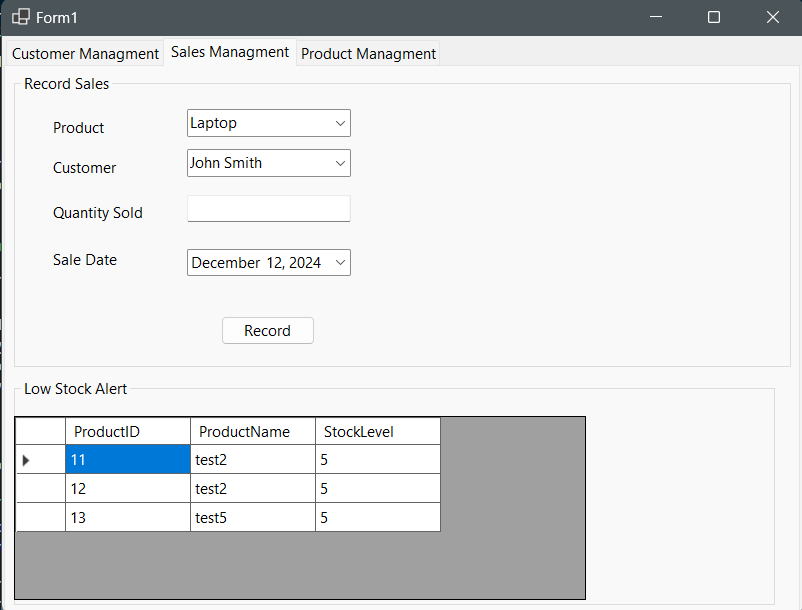 Form1
Customer Managment Sales Managment Product Managment
Record Sales
Product Laptop
Customer John Smith
Quantity Sold
Sale Date December 12, 2024
Record
Low Stock Alert
ProductID ProductName StockLevel
11 test2 5
12 test2 5
13 test5 5